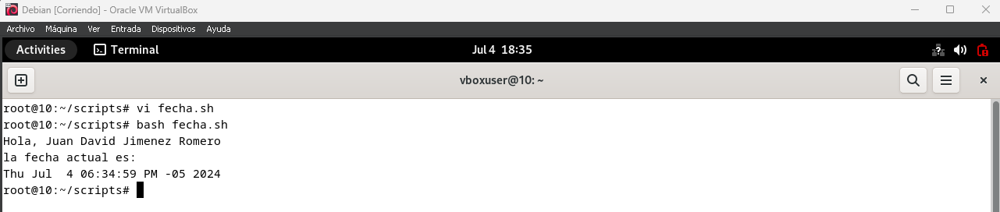 Debian [Corriendo] - Oracle VM VirtualBox
Archivo Máquina Ver Entrada Dispositivos Ayuda
Activities Terminal Jul 4 18:35
vboxuser@10: ~
root@10:~/scripts# vi fecha.sh
root@10:~/scripts# bash fecha.sh
Hola, Juan David Jimenez Romero
la fecha actual es:
Thu Jul  4 06:34:59 PM -05 2024
root@10:~/scripts#